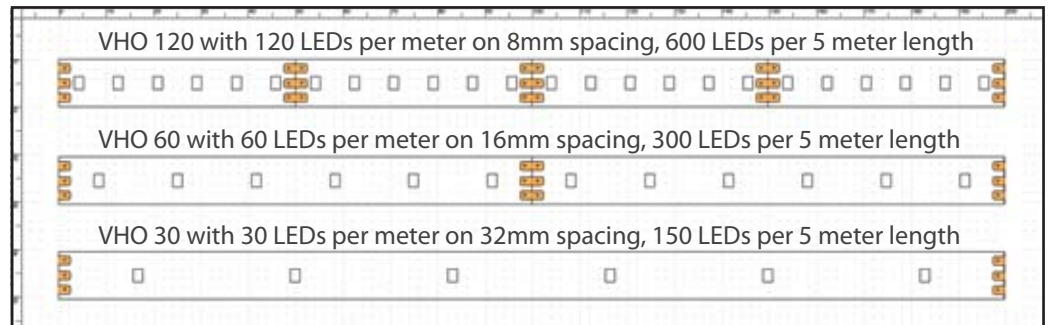 VHO 120 with 120 LEDs per meter on 8mm spacing, 600 LEDs per 5 meter length
VHO 60 with 60 LEDs per meter on 16mm spacing, 300 LEDs per 5 meter length
VHO 30 with 30 LEDs per meter on 32mm spacing, 150 LEDs per 5 meter length